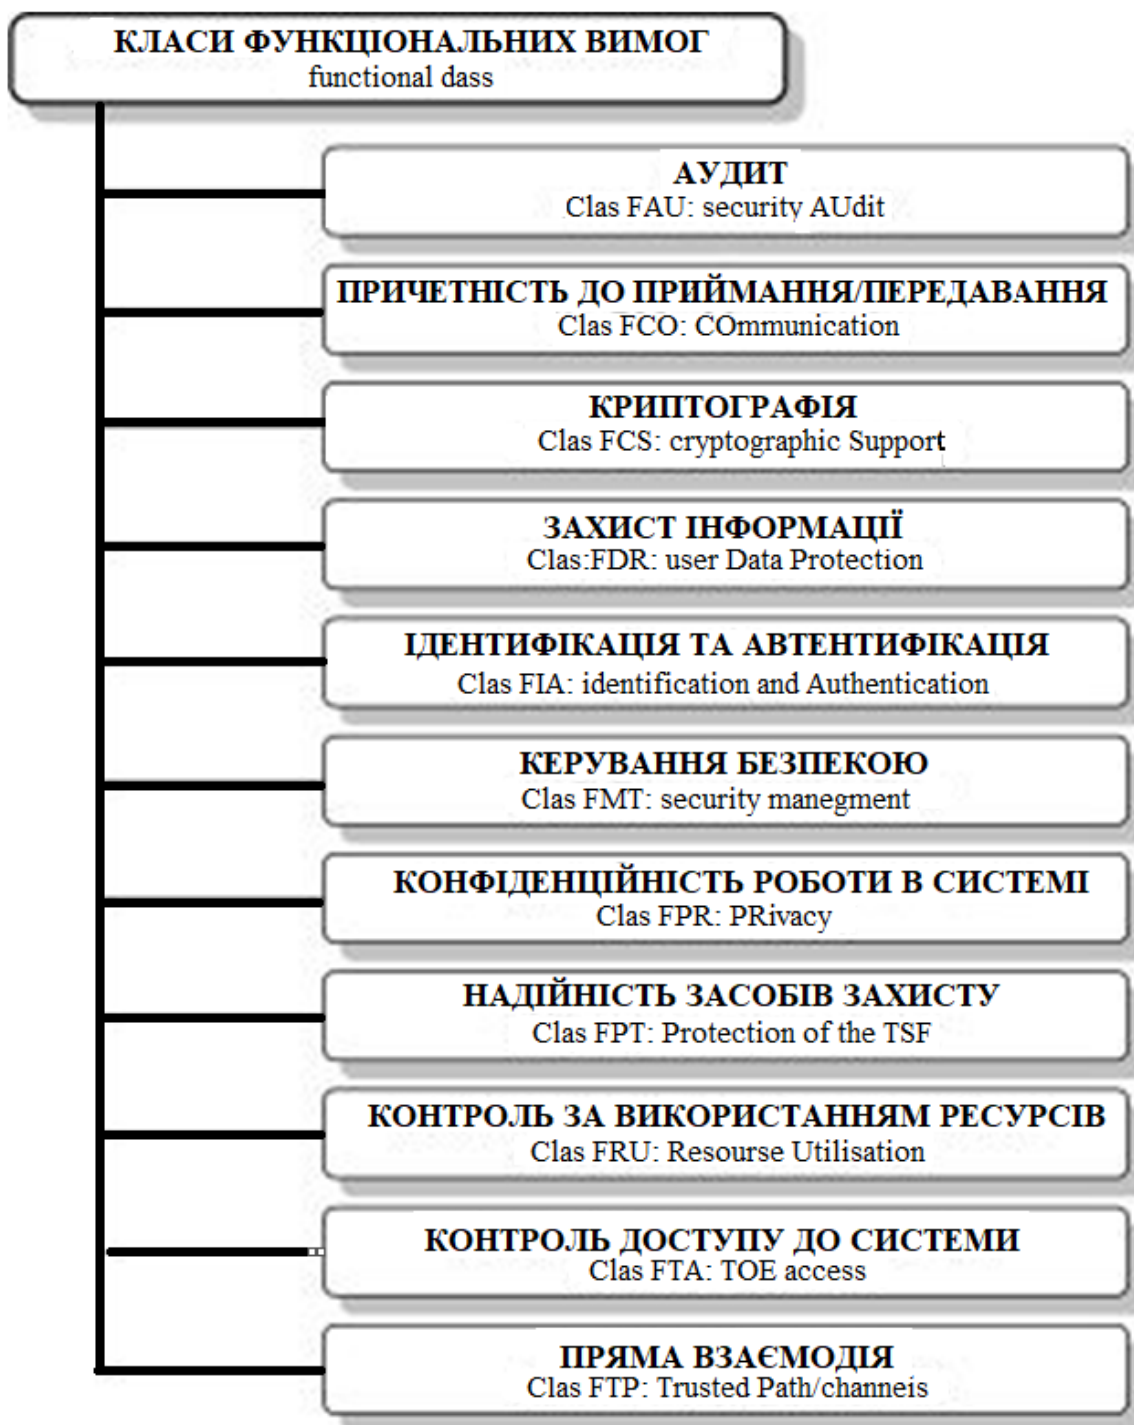 КЛАСИ ФУНКЦІОНАЛЬНИХ ВИМОГ
functional dass
АУДИТ
Clas FAU: security AUdit
ПРИЧЕТНІСТЬ ДО ПРИЙМАННЯ/ПЕРЕДАВАННЯ
Clas FCO: COmmunication
КРИПТОГРАФІЯ
Clas FCS: cryptographic Support
ЗАХИСТ ІНФОРМАЦІЇ
Clas:FDR: user Data Protection
ІДЕНТИФІКАЦІЯ ТА АВТЕНТИФІКАЦІЯ
Clas FIA: identification and Authentication
КЕРУВАННЯ БЕЗПЕКОЮ
Clas FMT: security manegment
КОНФІДЕНЦІЙНІСТЬ РОБОТИ В СИСТЕМІ
Clas FPR: PRivacy
НАДІЙНІСТЬ ЗАСОБІВ ЗАХИСТУ
Clas FPT: Protection of the TSF
КОНТРОЛЬ ЗА ВИКОРИСТАННЯМ РЕСУРСІВ
Clas FRU: Resourse Utilisation
КОНТРОЛЬ ДОСТУПУ ДО СИСТЕМИ
Clas FTA: TOE access
ПРЯМА ВЗАЄМОДІЯ
Clas FTP: Trusted Path/channeis